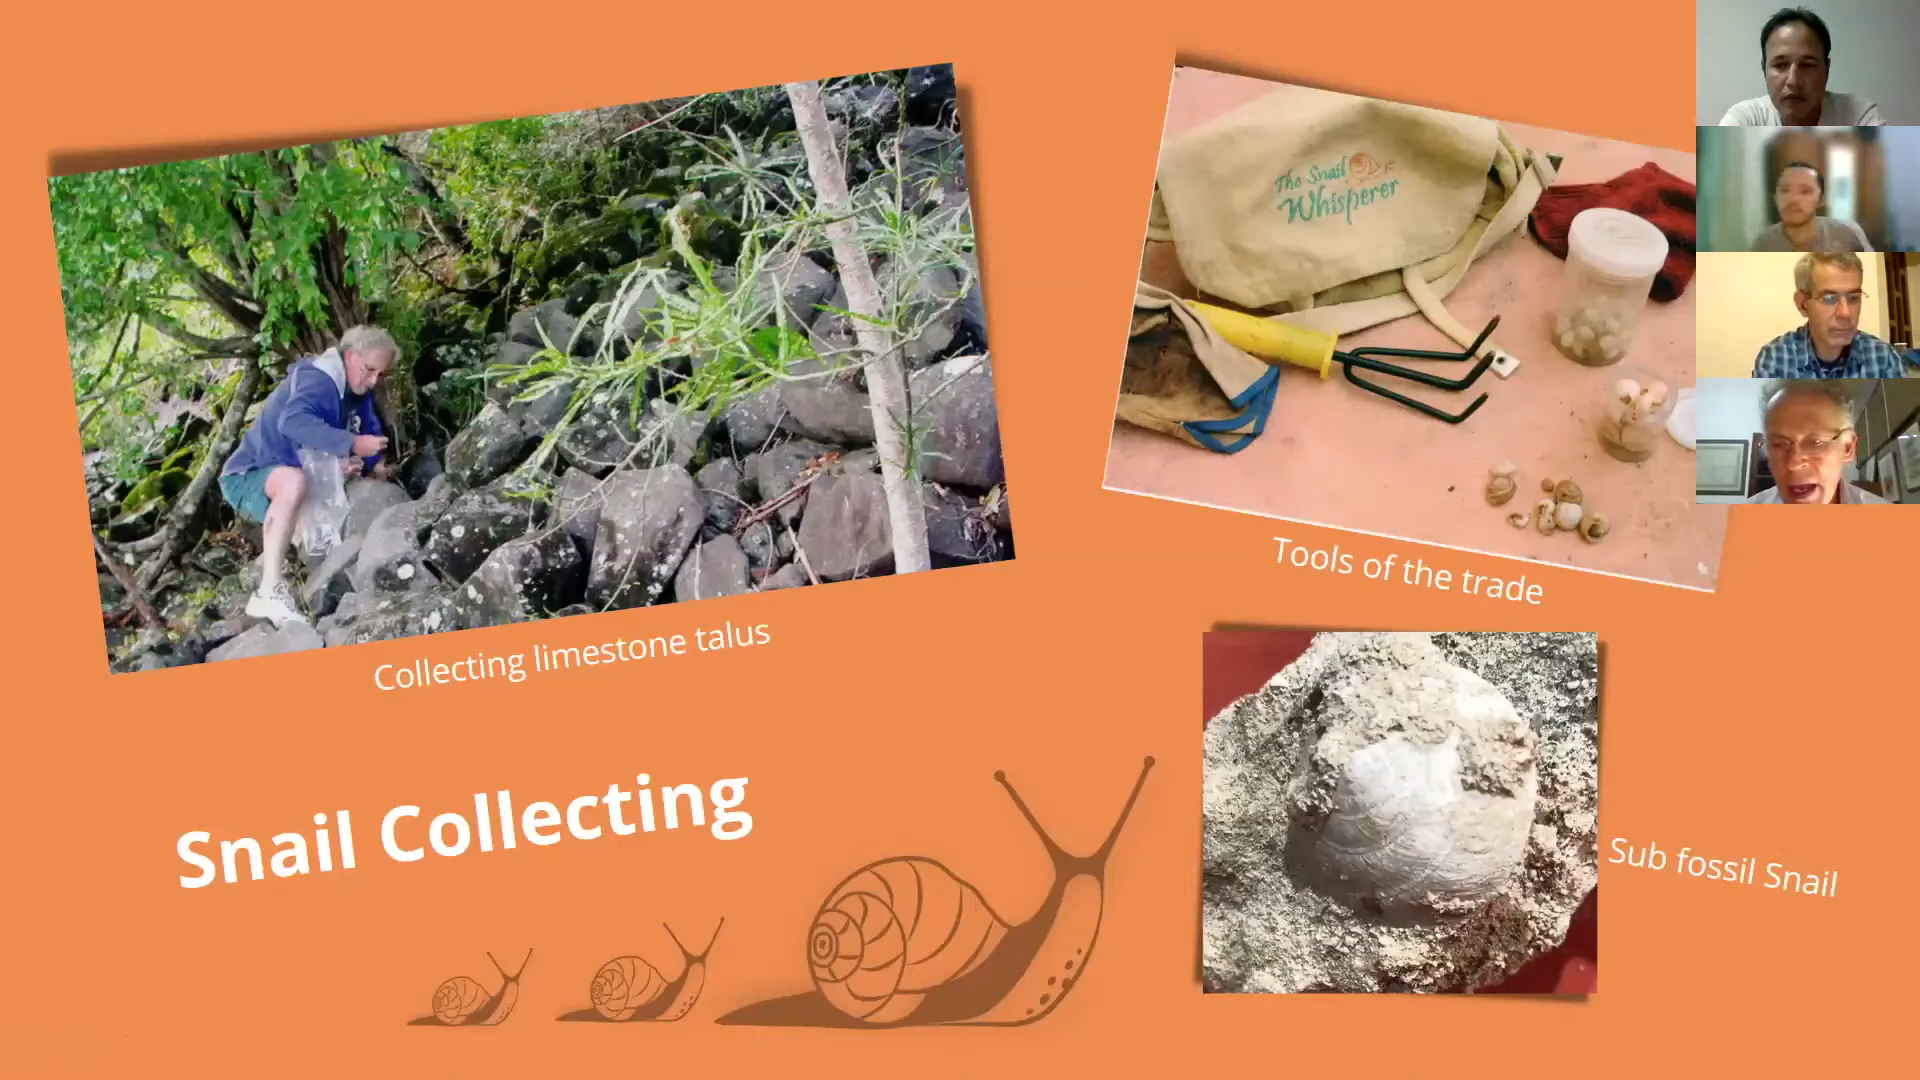 The Snail
Whisperer
Tools of the trade
Collecting limestone talus
Snail Collecting
Sub fossil Snail